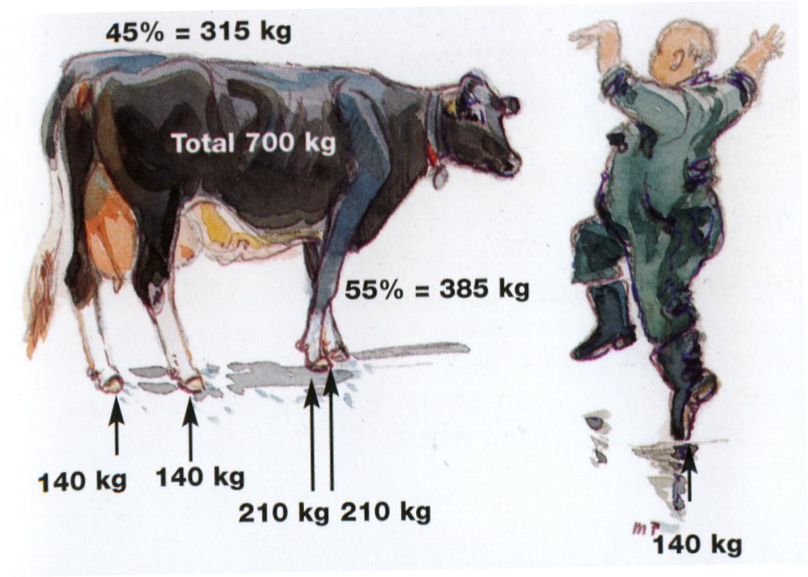 45% = 315 kg
Total 700 kg
55% = 385 kg
140 kg
140 kg
210 kg 210 kg
MP
140 kg